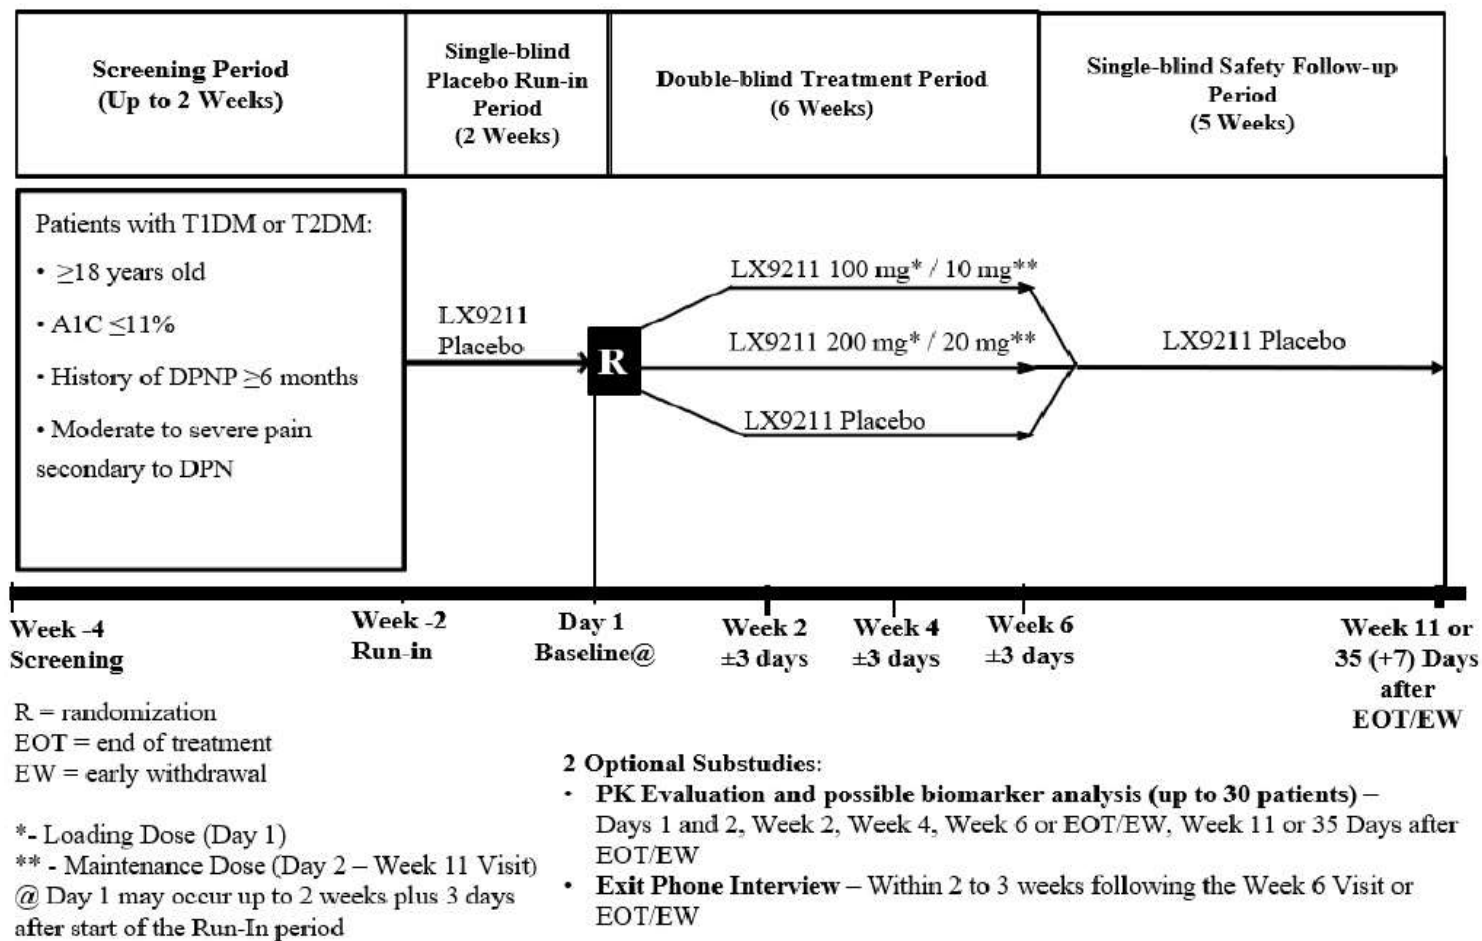 Screening Period
(Up to 2 Weeks)
Single-blind
Placebo Run-in
Period
(2 Weeks)
Double-blind Treatment Period
(6 Weeks)
Single-blind Safety Follow-up
Period
(5 Weeks)
Patients with T1DM or T2DM:
• ≥18 years old
• A1C ≤11%
• History of DPNP ≥6 months
• Moderate to severe pain
secondary to DPN
LX9211
Placebo
R
LX9211 100 mg* / 10 mg**
LX9211 200 mg* / 20 mg**
LX9211 Placebo
LX9211 Placebo
Week -4
Screening
Week -2
Run-in
Day 1
Baseline@
Week 2
±3 days
Week 4
±3 days
Week 6
±3 days
Week 11 or
35 (+7) Days
after
EOT/EW
R = randomization
EOT = end of treatment
EW = early withdrawal
*- Loading Dose (Day 1)
** - Maintenance Dose (Day 2 – Week 11 Visit)
@ Day 1 may occur up to 2 weeks plus 3 days
after start of the Run-In period
2 Optional Substudies:
• PK Evaluation and possible biomarker analysis (up to 30 patients) –
Days 1 and 2, Week 2, Week 4, Week 6 or EOT/EW, Week 11 or 35 Days after
EOT/EW
• Exit Phone Interview – Within 2 to 3 weeks following the Week 6 Visit or
EOT/EW